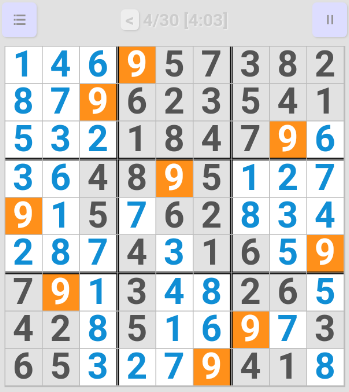 < 4/30 [4:03]
1 4 6 9 5 7 3 8 2
8 7 9 6 2 3 5 4 1
5 3 2 1 8 4 7 9 6
3 6 4 8 9 5 1 2 7
9 1 5 7 6 2 8 3 4
2 8 7 4 3 1 6 5 9
7 9 1 3 4 8 2 6 5
4 2 8 5 1 6 9 7 3
6 5 3 2 7 9 4 1 8